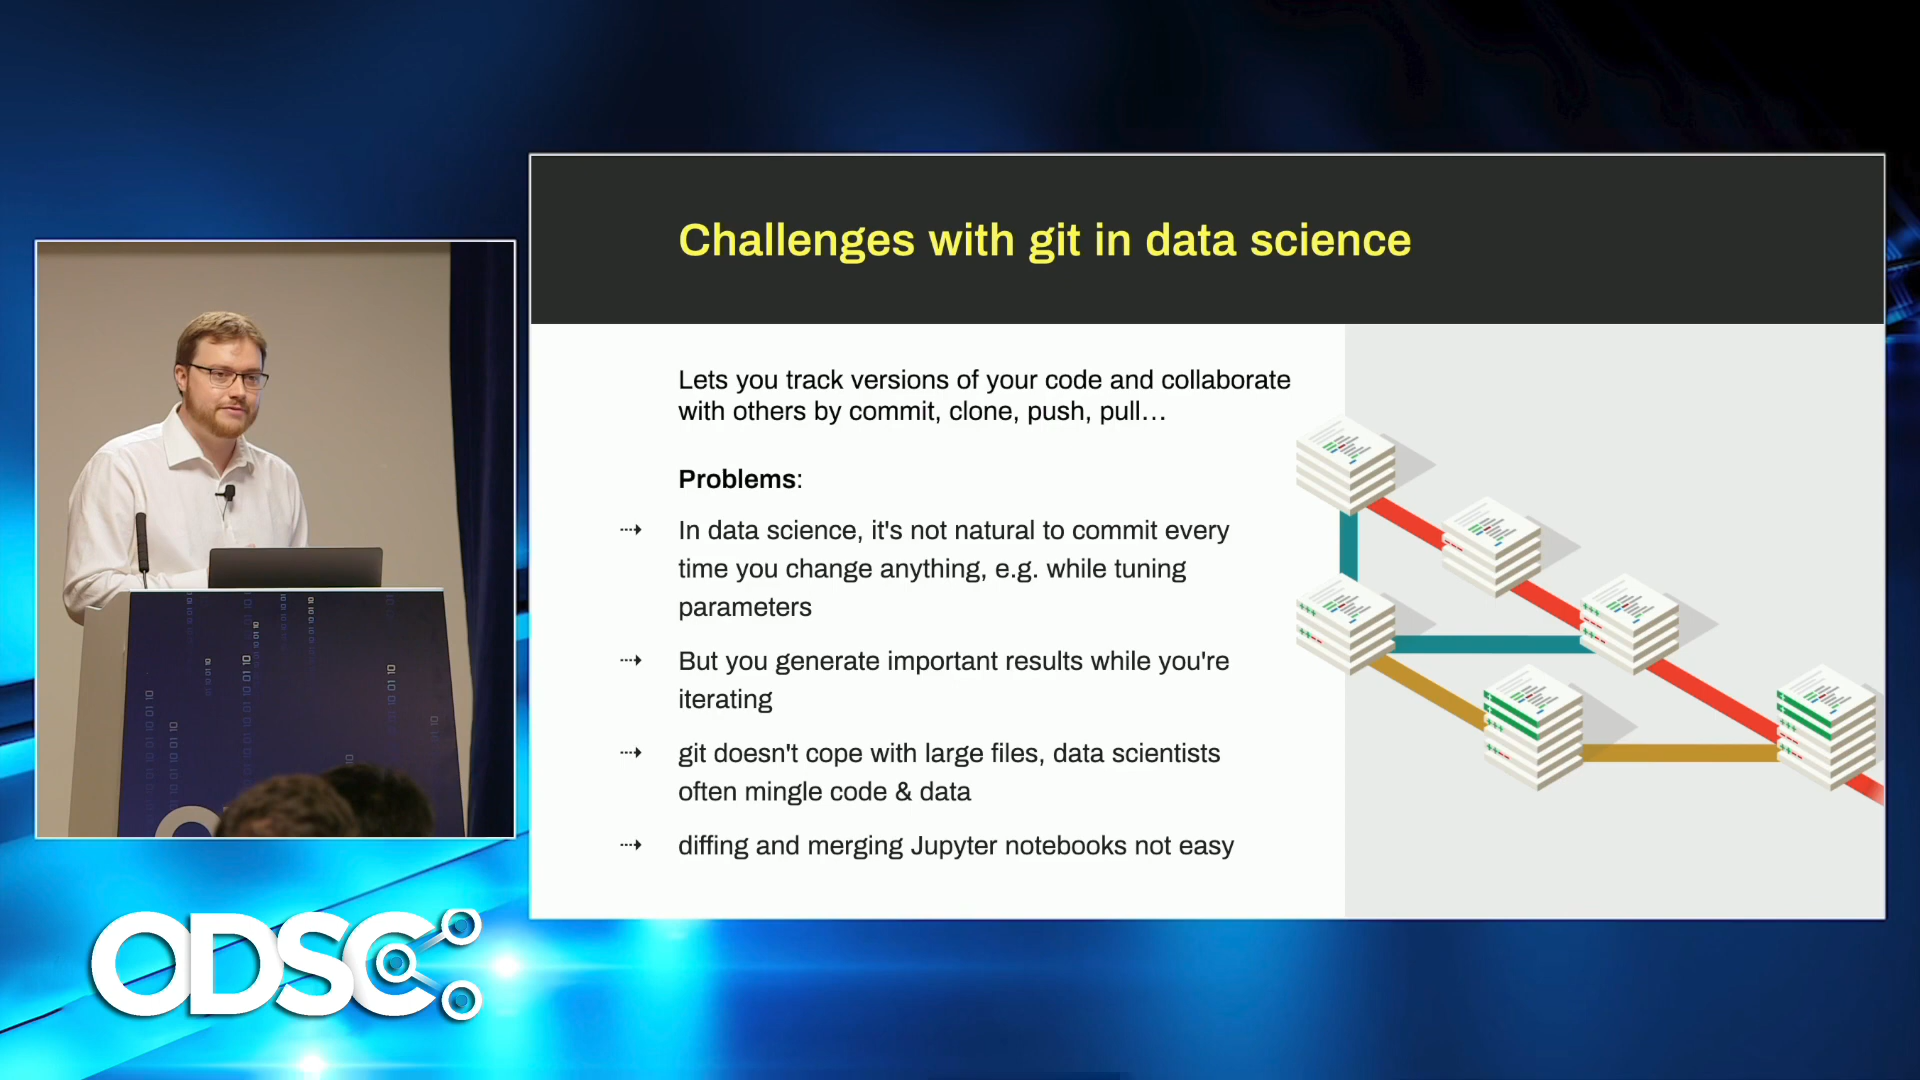 Challenges with git in data science
Lets you track versions of your code and collaborate
with others by commit, clone, push, pull…
Problems:
In data science, it's not natural to commit every
time you change anything, e.g. while tuning
parameters
But you generate important results while you're
iterating
git doesn't cope with large files, data scientists
often mingle code & data
diffing and merging Jupyter notebooks not easy
ODSC